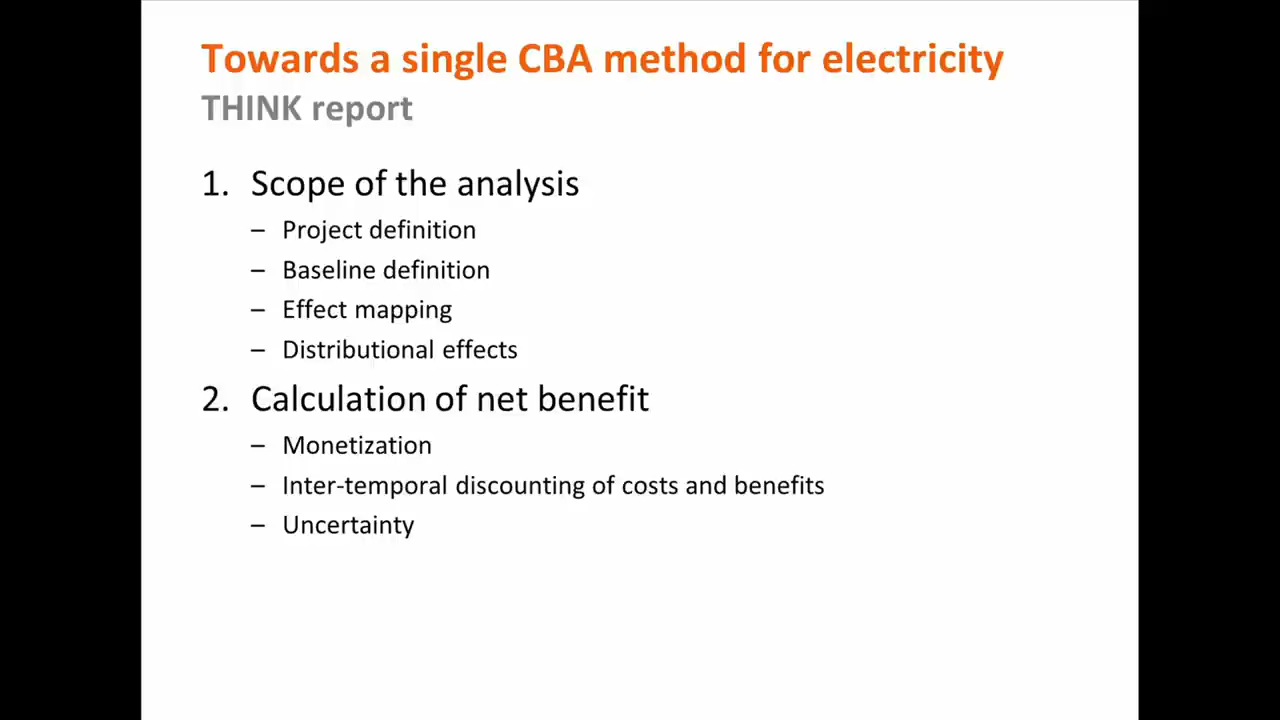 Towards a single CBA method for electricity
THINK report
1. Scope of the analysis
– Project definition
– Baseline definition
– Effect mapping
– Distributional effects
2. Calculation of net benefit
– Monetization
– Inter-temporal discounting of costs and benefits
– Uncertainty